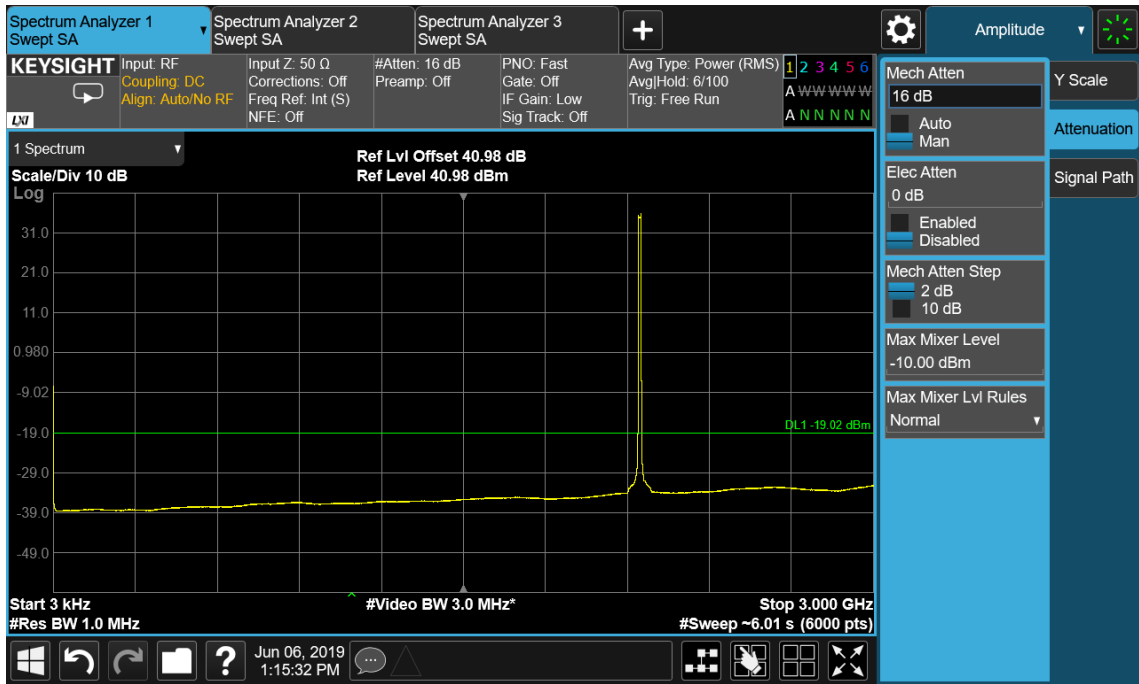 Spectrum Analyzer 1
Swept SA
Spectrum Analyzer 2
Swept SA
Spectrum Analyzer 3
Swept SA
Amplitude
KEYSIGHT
LXI
Input: RF
Coupling: DC
Align: Auto/No RF
Input Z: 50 Ω
Corrections: Off
Freq Ref: Int (S)
NFE: Off
#Atten: 16 dB
Preamp: Off
PNO: Fast
Gate: Off
IF Gain: Low
Sig Track: Off
Avg Type: Power (RMS)
Avg|Hold: 6/100
Trig: Free Run
1 2 3 4 5 6
A W W W W W
A N N N N N
1 Spectrum
Scale/Div 10 dB
Ref Lvl Offset 40.98 dB
Ref Level 40.98 dBm
Log
31.0
21.0
11.0
0.980
-9.02
-19.0
-29.0
-39.0
-49.0
DL1 -19.02 dBm
Start 3 kHz
#Res BW 1.0 MHz
#Video BW 3.0 MHz*
Stop 3.000 GHz
#Sweep ~6.01 s (6000 pts)
Jun 06, 2019
1:15:32 PM
Mech Atten
16 dB
Auto
Man
Elec Atten
0 dB
Enabled
Disabled
Mech Atten Step
2 dB
10 dB
Max Mixer Level
-10.00 dBm
Max Mixer Lvl Rules
Normal
Y Scale
Attenuation
Signal Path